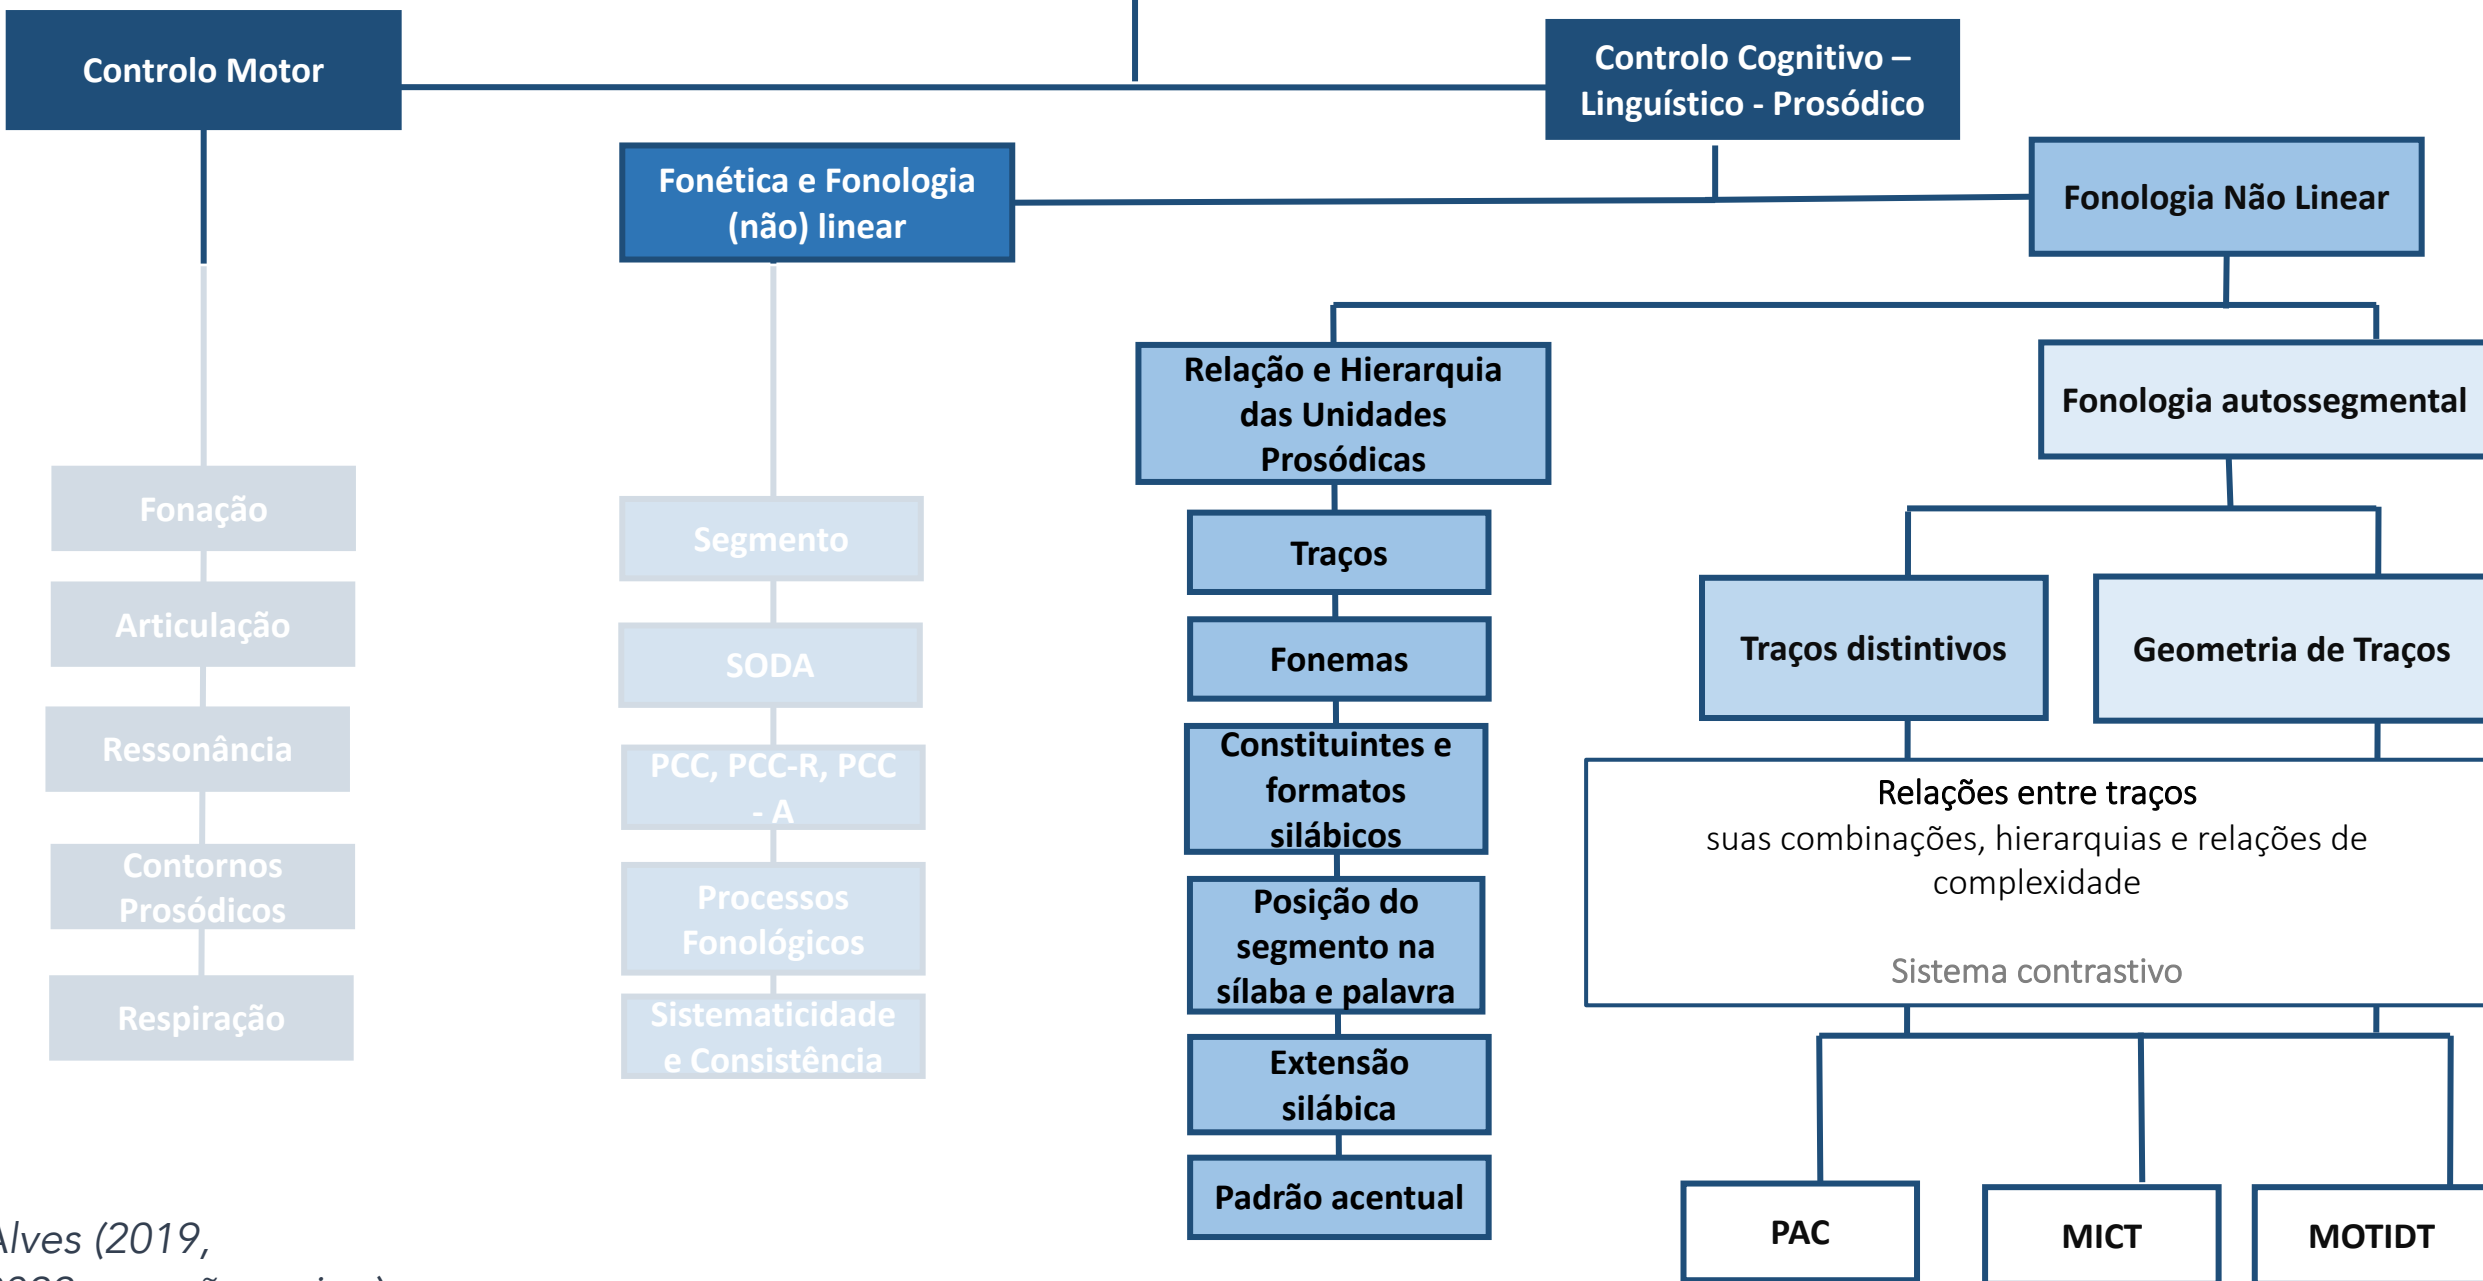 Controlo Motor
Controlo Cognitivo –
Linguístico - Prosódico
Fonética e Fonologia
(não) linear
Fonologia Não Linear
Relação e Hierarquia
das Unidades
Prosódicas
Fonologia autossegmental
Fonação
Articulação
Ressonância
Contornos
Prosódicos
Respiração
Segmento
SODA
PCC, PCC-R, PCC
- A
Processos
Fonológicos
Sistematicidade
e Consistência
Traços
Fonemas
Constituintes e
formatos
silábicos
Posição do
segmento na
sílaba e palavra
Extensão
silábica
Padrão acentual
Traços distintivos
Geometria de Traços
Relações entre traços
suas combinações, hierarquias e relações de
complexidade
Sistema contrastivo
PAC
MICT
MOTIDT
Alves (2019,